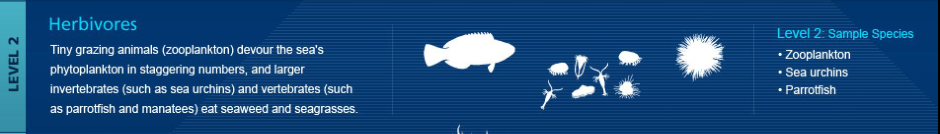 LEVEL 2
Herbivores
Tiny grazing animals (zooplankton) devour the sea's
phytoplankton in staggering numbers, and larger
invertebrates (such as sea urchins) and vertebrates (such
as parrotfish and manatees) eat seaweed and seagrasses.
Level 2: Sample Species
• Zooplankton
• Sea urchins
• Parrotfish